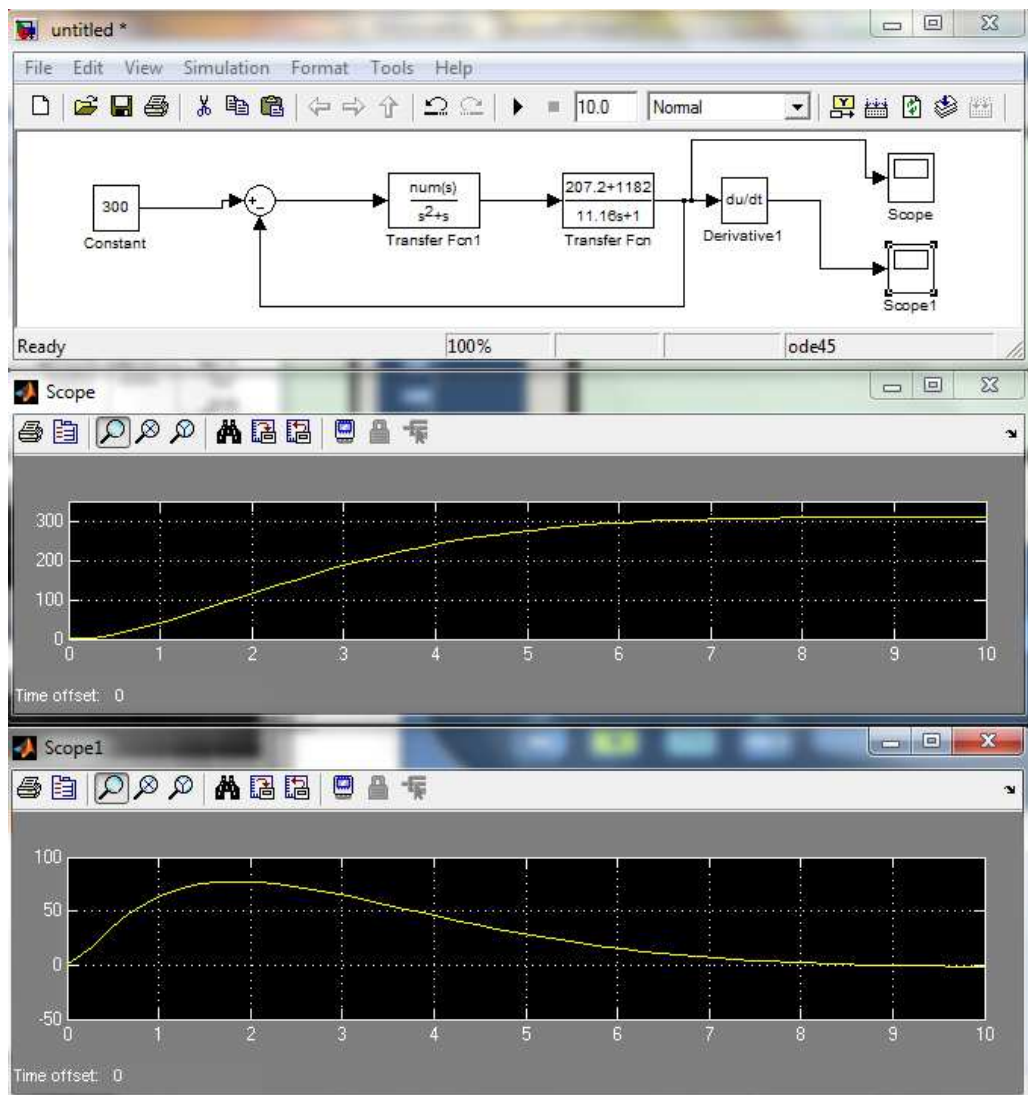 untitled *
File Edit View Simulation Format Tools Help
10.0 Normal
300
Constant
+
-
num(s)
s²+s
Transfer Fcn1
207.2+1182
11.16s+1
Transfer Fcn
du/dt
Derivative1
Scope
Scope1
Ready 100% ode45
Scope
300
200
100
0
0 1 2 3 4 5 6 7 8 9 10
Time offset: 0
Scope1
100
50
0
-50
0 1 2 3 4 5 6 7 8 9 10
Time offset: 0